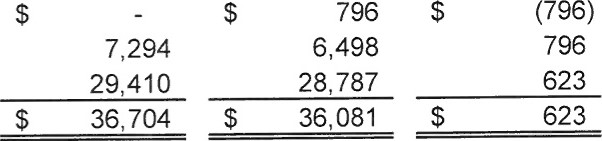 $ - $ 796 $ (796)
7,294 6,498 796
29,410 28,787 623
$ 36,704 $ 36,081 $ 623